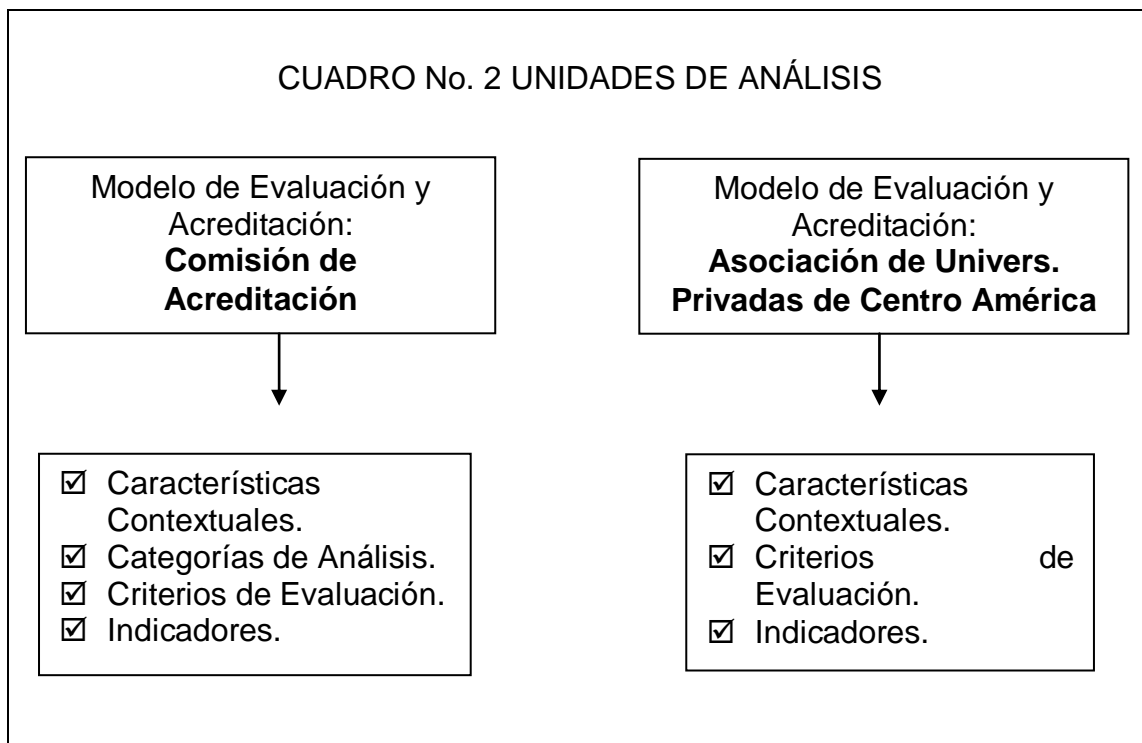 CUADRO No. 2 UNIDADES DE ANÁLISIS
Modelo de Evaluación y
Acreditación:
Comisión de
Acreditación
Modelo de Evaluación y
Acreditación:
Asociación de Univers.
Privadas de Centro América
☑ Características
Contextuales.
☑ Categorías de Análisis.
☑ Criterios de Evaluación.
☑ Indicadores.
☑ Características
Contextuales.
☑ Criterios de
Evaluación.
☑ Indicadores.